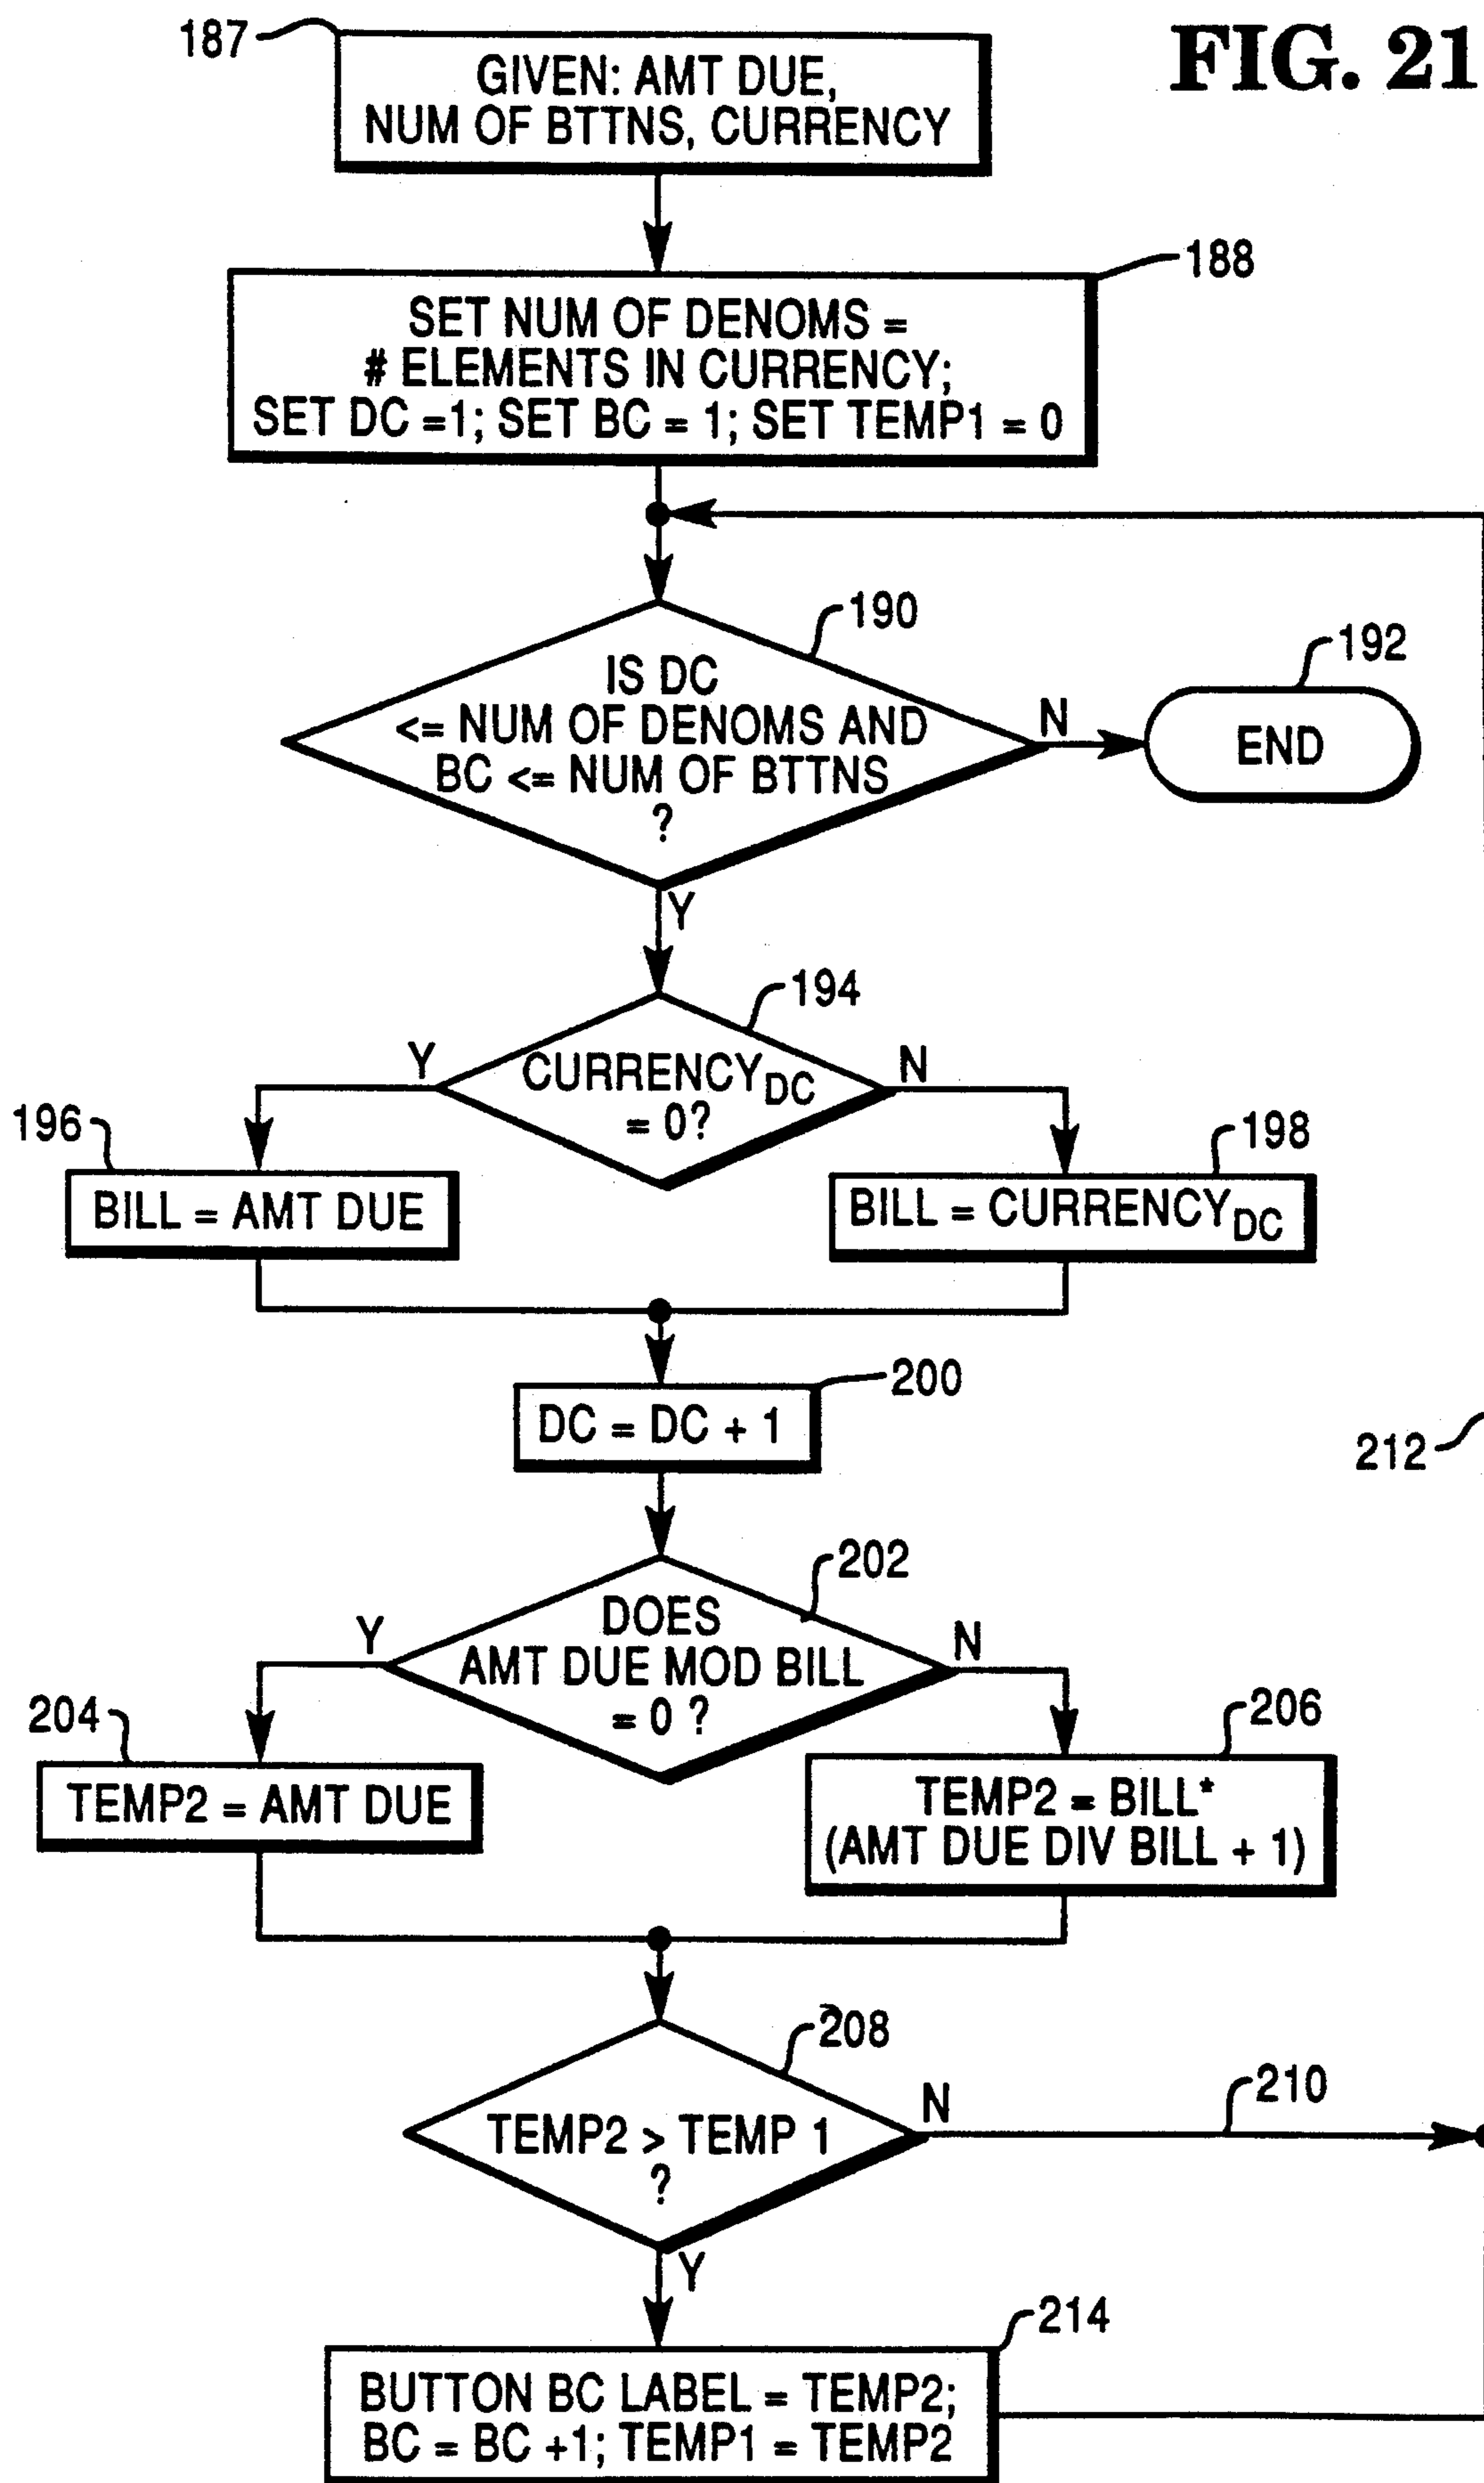 187
FIG. 21
GIVEN: AMT DUE,
NUM OF BTTNS, CURRENCY
188
SET NUM OF DENOMS =
# ELEMENTS IN CURRENCY;
SET DC =1; SET BC = 1; SET TEMP1 = 0
190
IS DC
<= NUM OF DENOMS AND
BC <= NUM OF BTTNS
?
N
192
END
Y
194
CURRENCYDC
= 0?
Y
N
196
BILL = AMT DUE
198
BILL = CURRENCYDC
200
DC = DC + 1
212
202
DOES
AMT DUE MOD BILL
= 0 ?
Y
N
204
TEMP2 = AMT DUE
206
TEMP2 = BILL*
(AMT DUE DIV BILL + 1)
208
TEMP2 > TEMP 1
?
N
210
Y
214
BUTTON BC LABEL = TEMP2;
BC = BC +1; TEMP1 = TEMP2